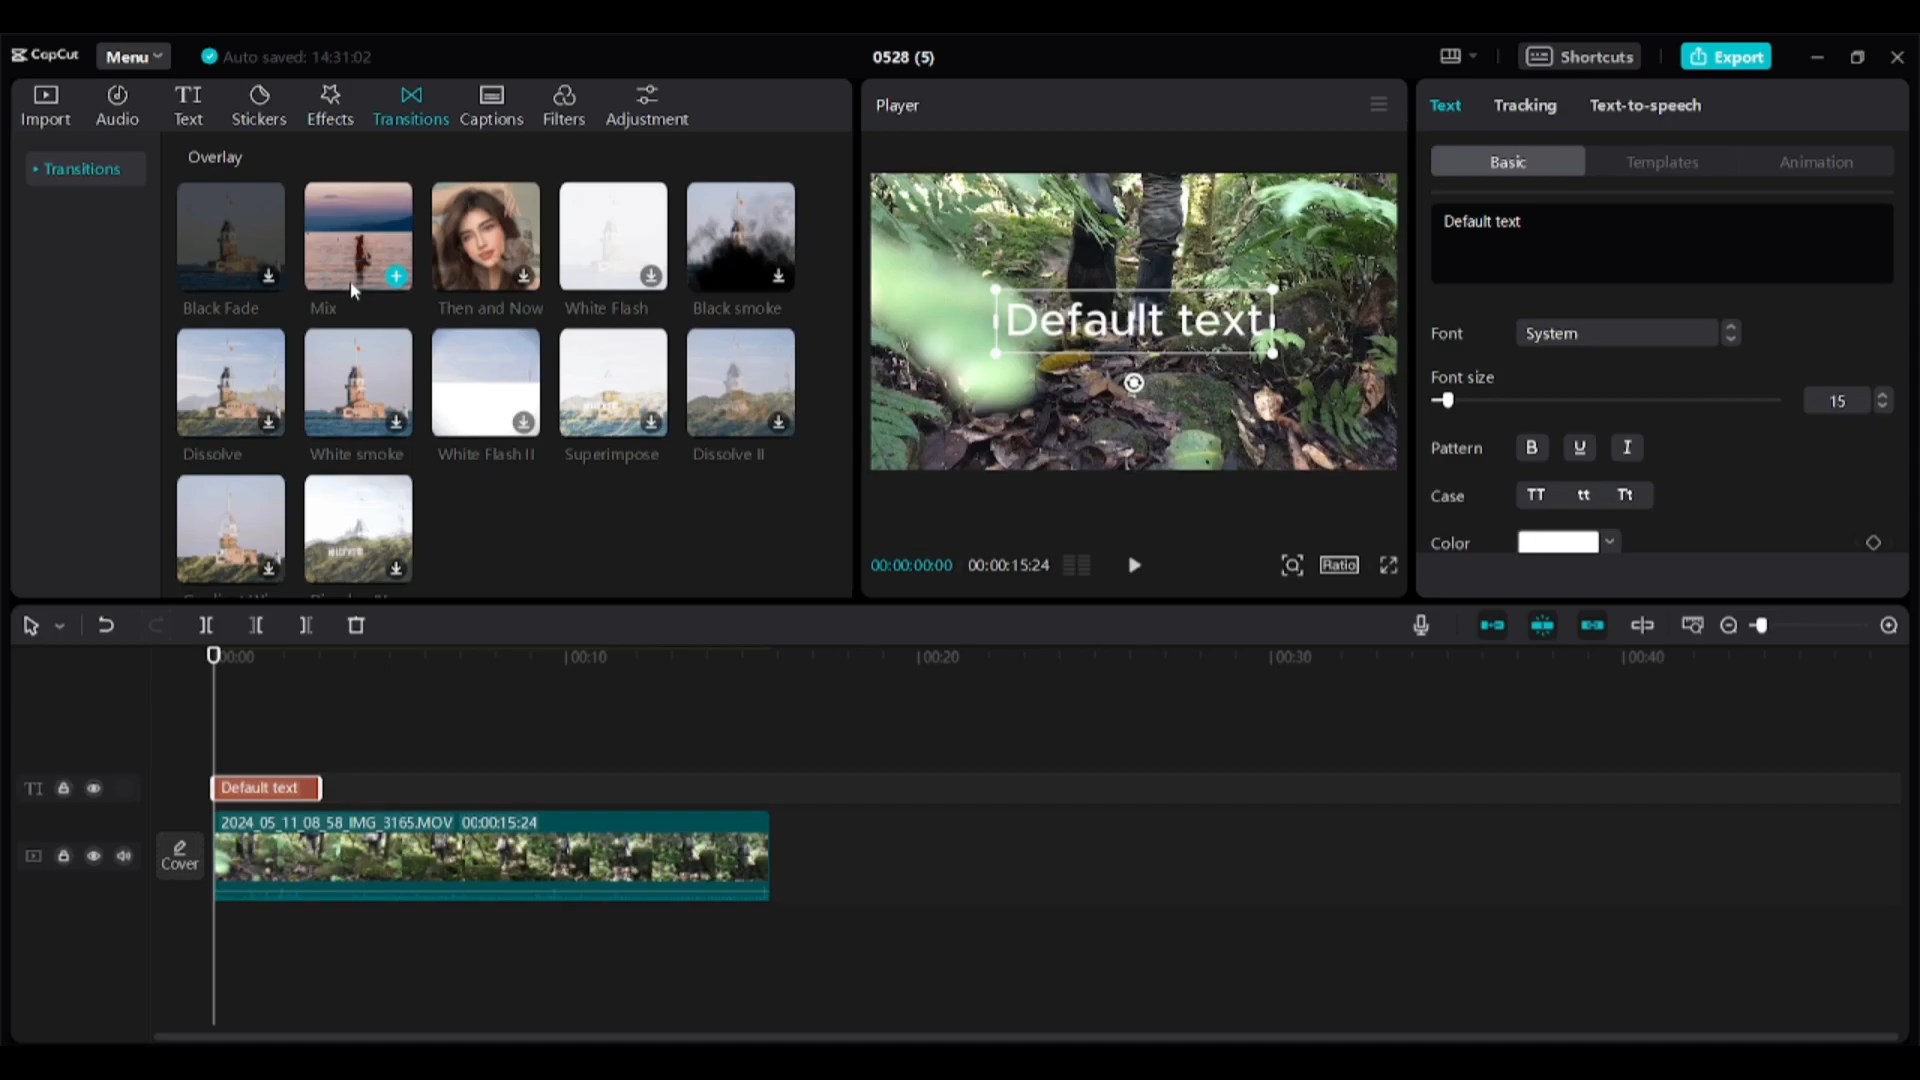 CapCut
Menu
Auto saved: 14:31:02
0528 (5)
Shortcuts
Export
Import
Audio
TI
Text
Stickers
Effects
Transitions
Captions
Filters
Adjustment
Transitions
Overlay
Black Fade
Mix
Then and Now
White Flash
Black smoke
Dissolve
White smoke
White Flash II
Superimpose
Dissolve II
Player
Default text
00:00:00:00
00:00:15:24
Ratio
Text
Tracking
Text-to-speech
Basic
Templates
Animation
Default text
Font
System
Font size
15
Pattern
B
U
I
Case
TT
tt
Tt
Color
00:00
00:10
00:20
00:30
00:40
TI
Default text
2024_05_11_08_58_IMG_3165.MOV 00:00:15:24
Cover